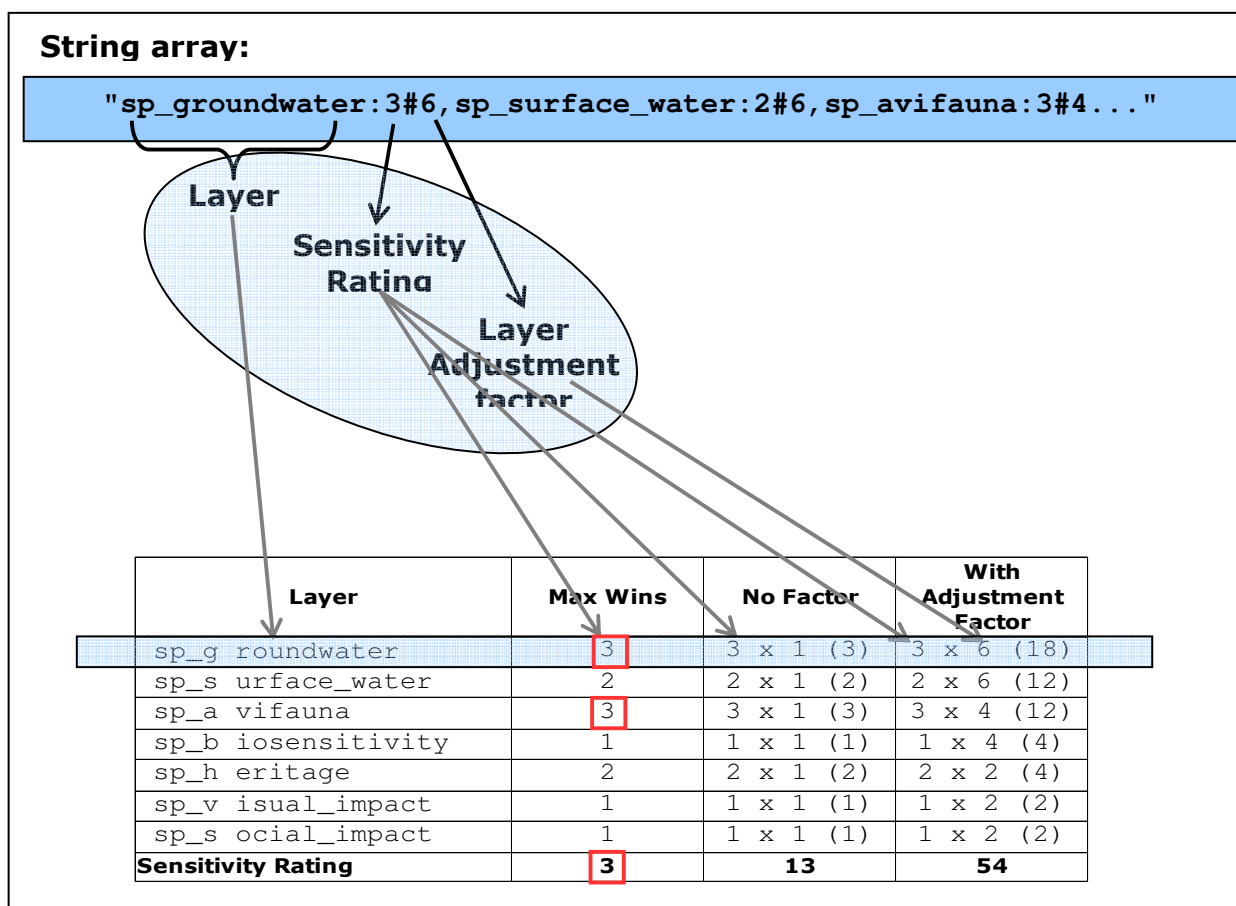 String array:
"sp_groundwater:3#6,sp_surface_water:2#6,sp_avifauna:3#4..."
Layer
Sensitivity
Rating
Layer
Adjustment
factor
Layer Max Wins No Factor With Adjustment Factor
sp_g roundwater 3 3 x 1 (3) 3 x 6 (18)
sp_s urface_water 2 2 x 1 (2) 2 x 6 (12)
sp_a vifauna 3 3 x 1 (3) 3 x 4 (12)
sp_b iosensitivity 1 1 x 1 (1) 1 x 4 (4)
sp_h eritage 2 2 x 1 (2) 2 x 2 (4)
sp_v isual_impact 1 1 x 1 (1) 1 x 2 (2)
sp_s ocial_impact 1 1 x 1 (1) 1 x 2 (2)
Sensitivity Rating 3 13 54